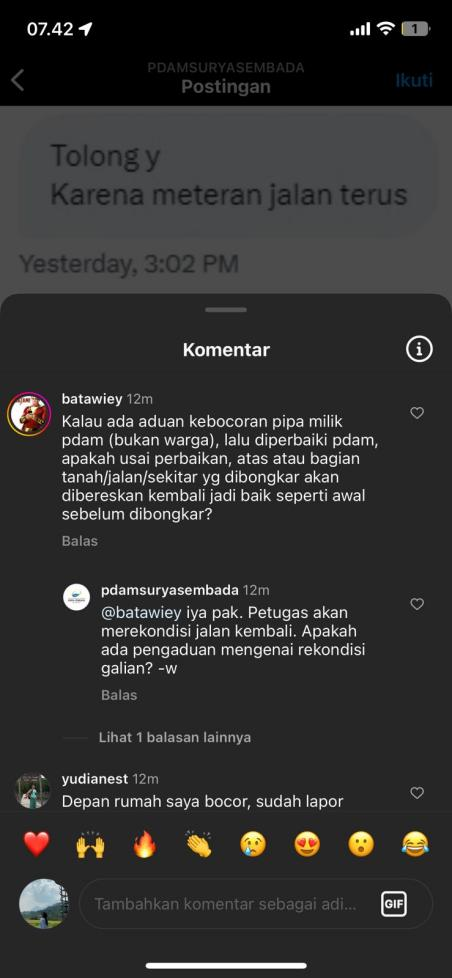 07.42
1
PDAMSURYASEMBADA
Postingan
Ikuti
Tolong y
Karena meteran jalan terus
Yesterday, 3:02 PM
Komentar
batawiey 12m
Kalau ada aduan kebocoran pipa milik
pdam (bukan warga), lalu diperbaiki pdam,
apakah usai perbaikan, atas atau bagian
tanah/jalan/sekitar yg dibongkar akan
dibereskan kembali jadi baik seperti awal
sebelum dibongkar?
Balas
pdamsuryasembada 12m
@batawiey iya pak. Petugas akan
merekondisi jalan kembali. Apakah
ada pengaduan mengenai rekondisi
galian? -w
Balas
Lihat 1 balasan lainnya
yudianest 12m
Depan rumah saya bocor, sudah lapor
Tambahkan komentar sebagai adi...
GIF